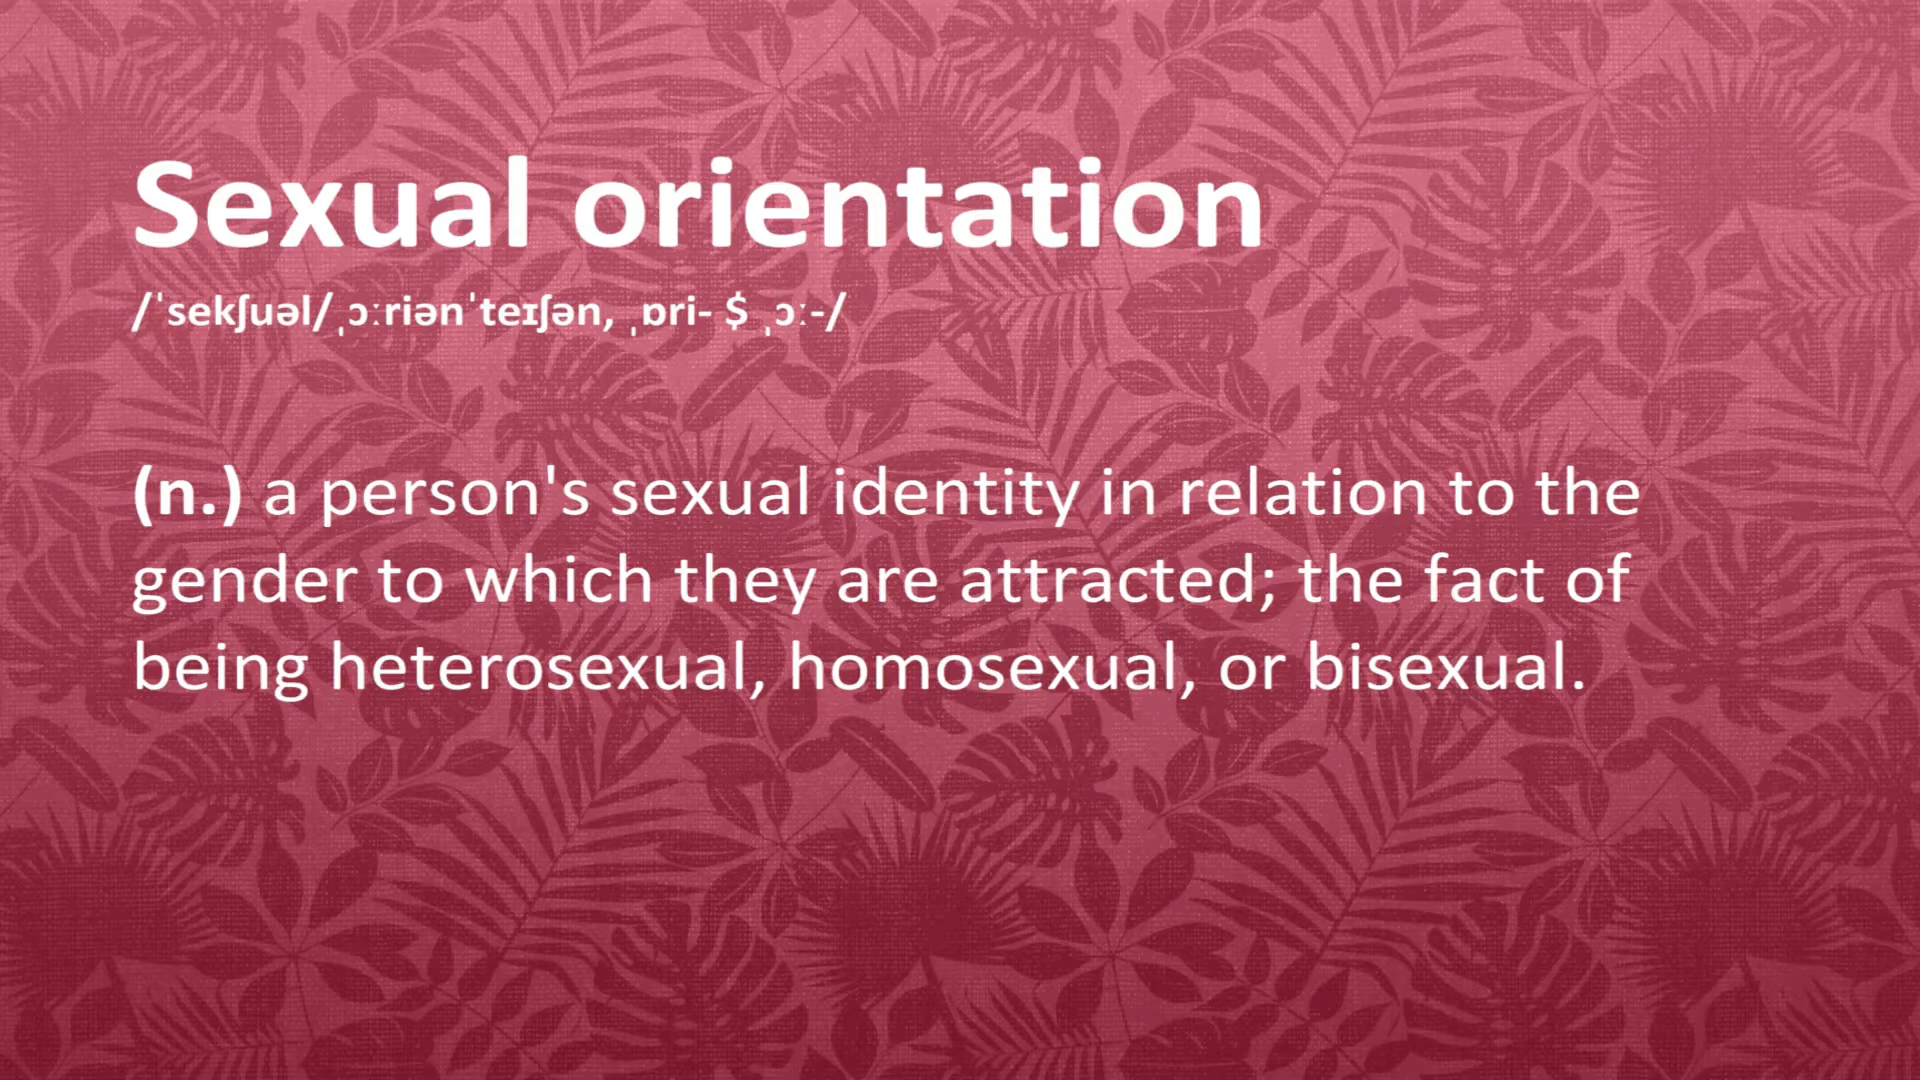 Sexual orientation
/ˈsekʃuəl/ˌɔːriənˈteɪʃən, ˌɒri- $ ˌɔː-/
(n.) a person's sexual identity in relation to the
gender to which they are attracted; the fact of
being heterosexual, homosexual, or bisexual.